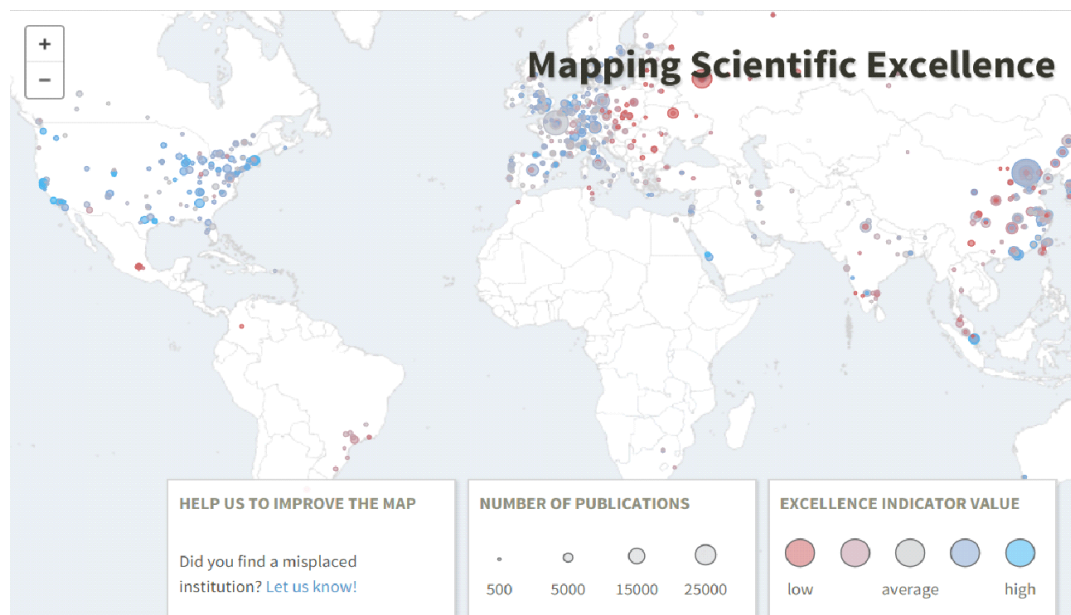 +
−
Mapping Scientific Excellence
HELP US TO IMPROVE THE MAP
Did you find a misplaced
institution? Let us know!
NUMBER OF PUBLICATIONS
500 5000 15000 25000
EXCELLENCE INDICATOR VALUE
low average high